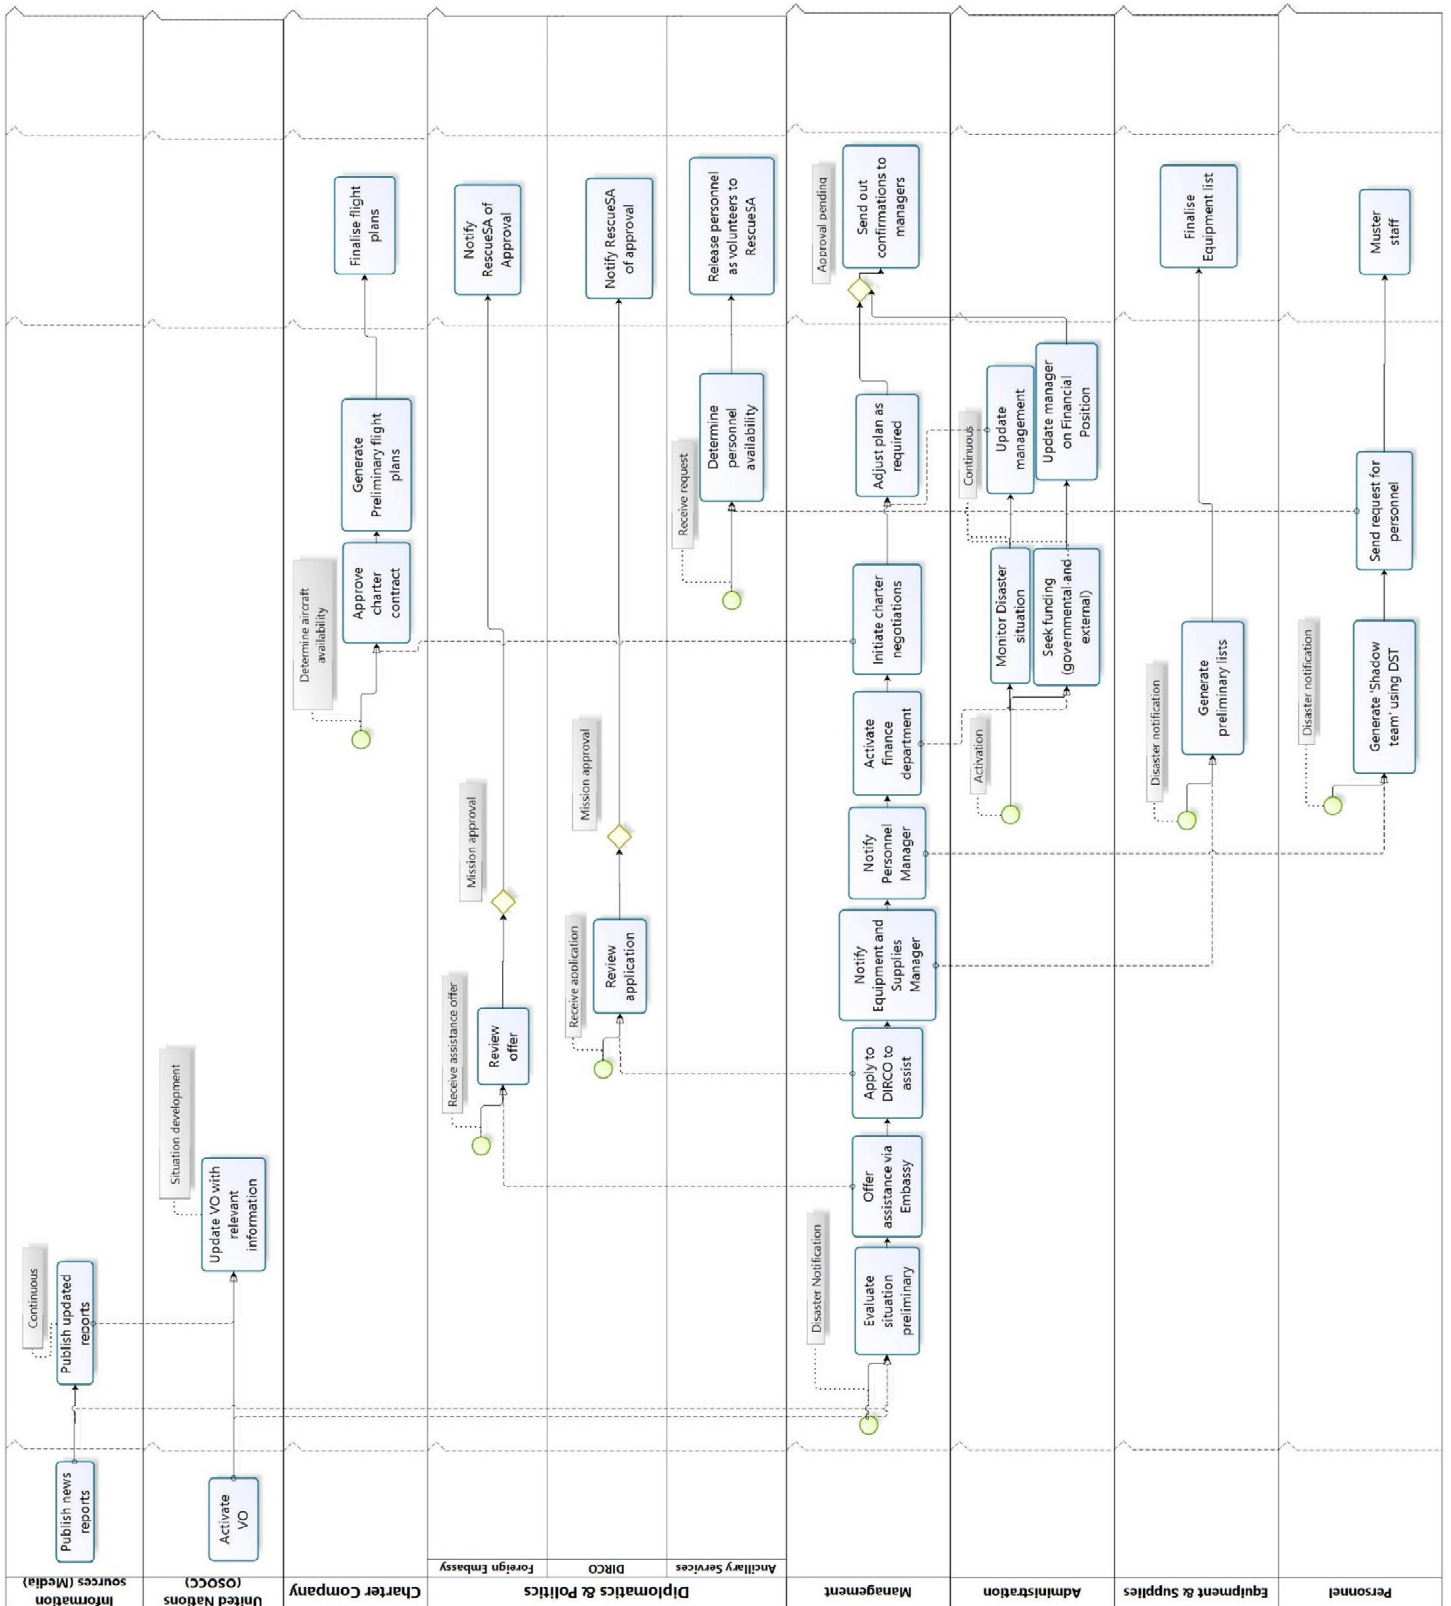 Information
sources (Media)
Publish news
reports
Publish updated
reports
Continuous
United Nations
(OSOCC)
Activate
VO
Update VO with
relevant
information
Situation development
Charter Company
Determine aircraft
availability
Approve
charter
contract
Generate
Preliminary flight
plans
Finalise flight
plans
Diplomatics & Politics
Foreign Embassy
Receive assistance offer
Review
offer
Mission approval
Notify
RescueSA of
Approval
DIRCO
Receive application
Review
application
Mission approval
Notify RescueSA
of approval
Ancillary Services
Receive request
Determine
personnel
availability
Release personnel
as volunteers to
RescueSA
Management
Disaster Notification
Evaluate
situation
preliminary
Offer
assistance via
Embassy
Apply to
DIRCO to
assist
Notify
Equipment and
Supplies
Manager
Notify
Personnel
Manager
Activate
finance
department
Initiate charter
negotiations
Adjust plan as
required
Approval pending
Send out
confirmations to
managers
Administration
Activation
Monitor Disaster
situation
Seek funding
(governmental and
external)
Continuous
Update
management
Update manager
on Financial
Position
Equipment & Supplies
Disaster notification
Generate
preliminary lists
Finalise
Equipment list
Personnel
Disaster notification
Generate 'Shadow
team' using DST
Send request for
personnel
Muster
staff